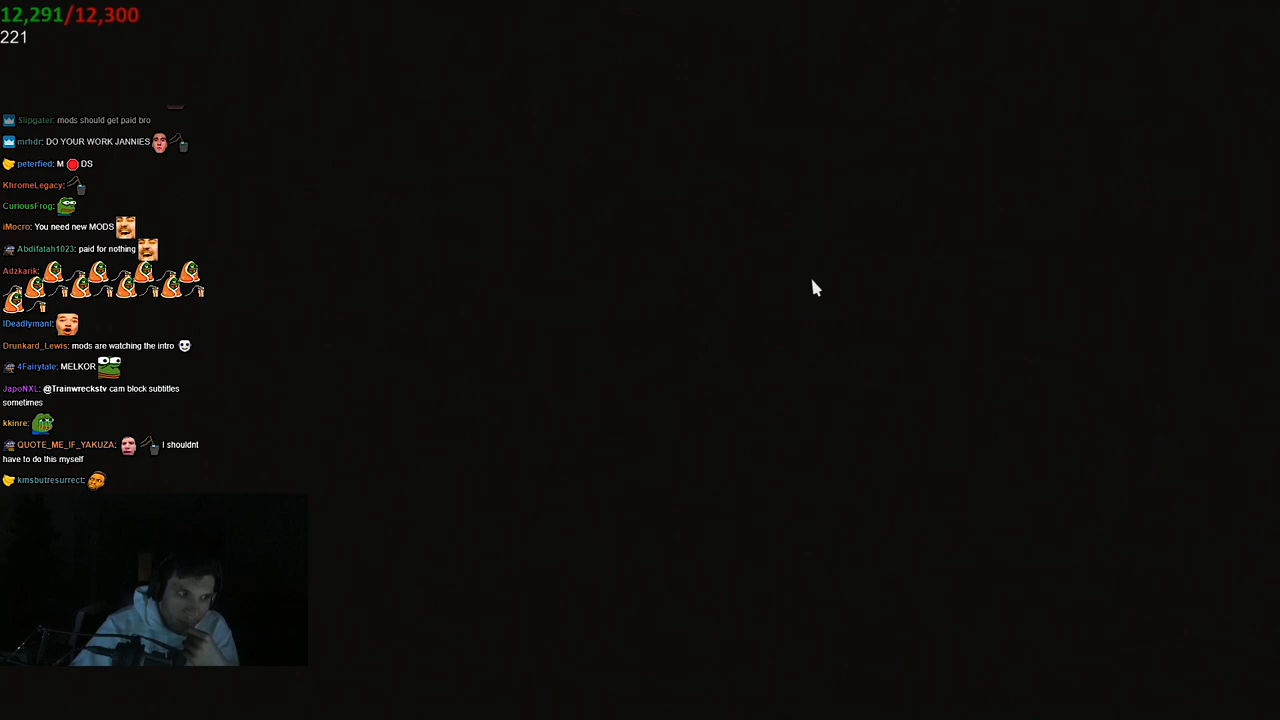 12,291/12,300
221
Slipgater: mods should get paid bro
mrhdr: DO YOUR WORK JANNIES
peterfied: M DS
KhromeLegacy:
CuriousFrog:
iMocro: You need new MODS
Abdifatah1023: paid for nothing
Adzkarik:
IDeadlymanI:
Drunkard_Lewis: mods are watching the intro
4Fairytale: MELKOR
JapoNXL: @Trainwreckstv cam block subtitles
sometimes
kkinre:
QUOTE_ME_IF_YAKUZA: I shouldnt
have to do this myself
kmsbutresurrect: